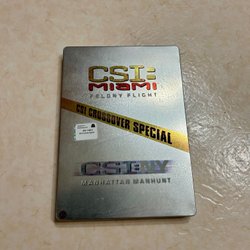 CSI:
MIAMI
FELONY FLIGHT
CSI CROSSOVER SPECIAL
CSI:NY
MANHATTAN MANHUNT